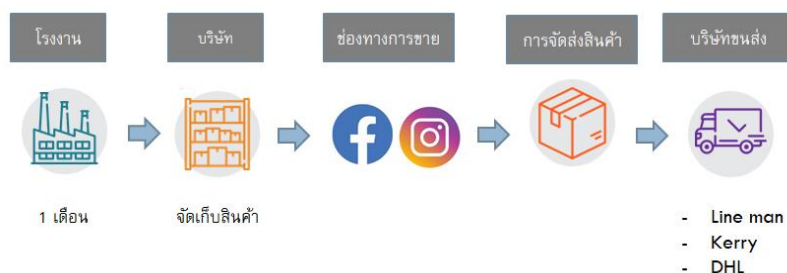 โรงงาน
บริษัท
ช่องทางการขาย
การจัดส่งสินค้า
บริษัทขนส่ง
1 เดือน
จัดเก็บสินค้า
- Line man
- Kerry
- DHL